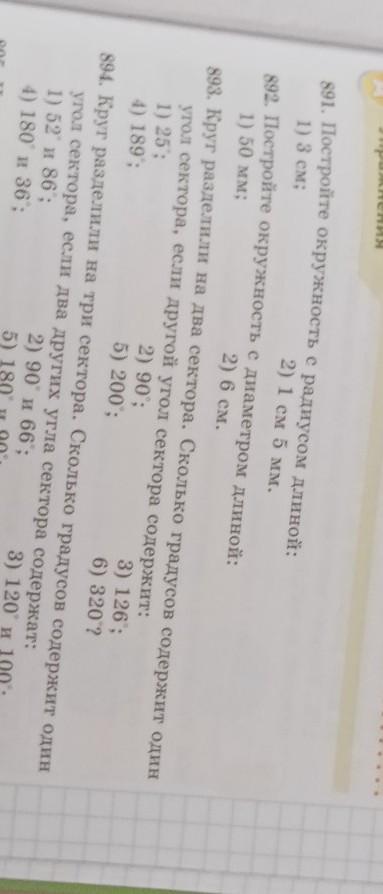 891. Постройте окружность с радиусом длиной:
1) 3 см; 2) 1 см 5 мм.
892. Постройте окружность с диаметром длиной:
1) 50 мм; 2) 6 см.
893. Круг разделили на два сектора. Сколько градусов содержит один
угол сектора, если другой угол сектора содержит:
1) 25°; 2) 90°; 3) 126°;
4) 189°; 5) 200°; 6) 320°?
894. Круг разделили на три сектора. Сколько градусов содержит один
угол сектора, если два других угла сектора содержат:
1) 52° и 86°; 2) 90° и 66°; 3) 120° и 100°;
4) 180° и 36°; 5) 180° и 90°.